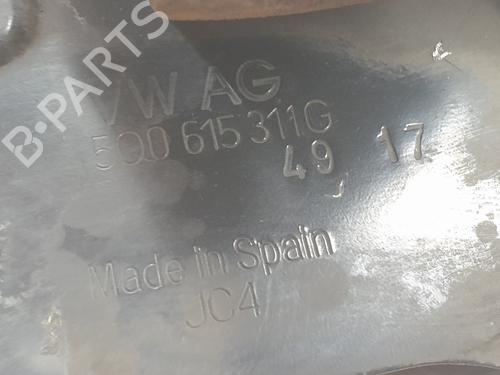 B-PARTS
VW AG
5Q0 615 311G
49 17
Made in Spain
JC4